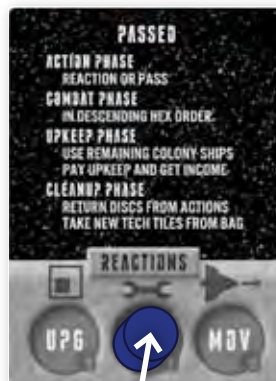 PASSED
ACTION PHASE
REACTION OR PASS
COMBAT PHASE
IN DESCENDING HEX ORDER.
UPKEEP PHASE
USE REMAINING COLONY SHIPS
PAY UPKEEP AND GET INCOME
CLEANUP PHASE
RETURN DISCS FROM ACTIONS
TAKE NEW TECH TILES FROM BAG
REACTIONS
UPG MOV